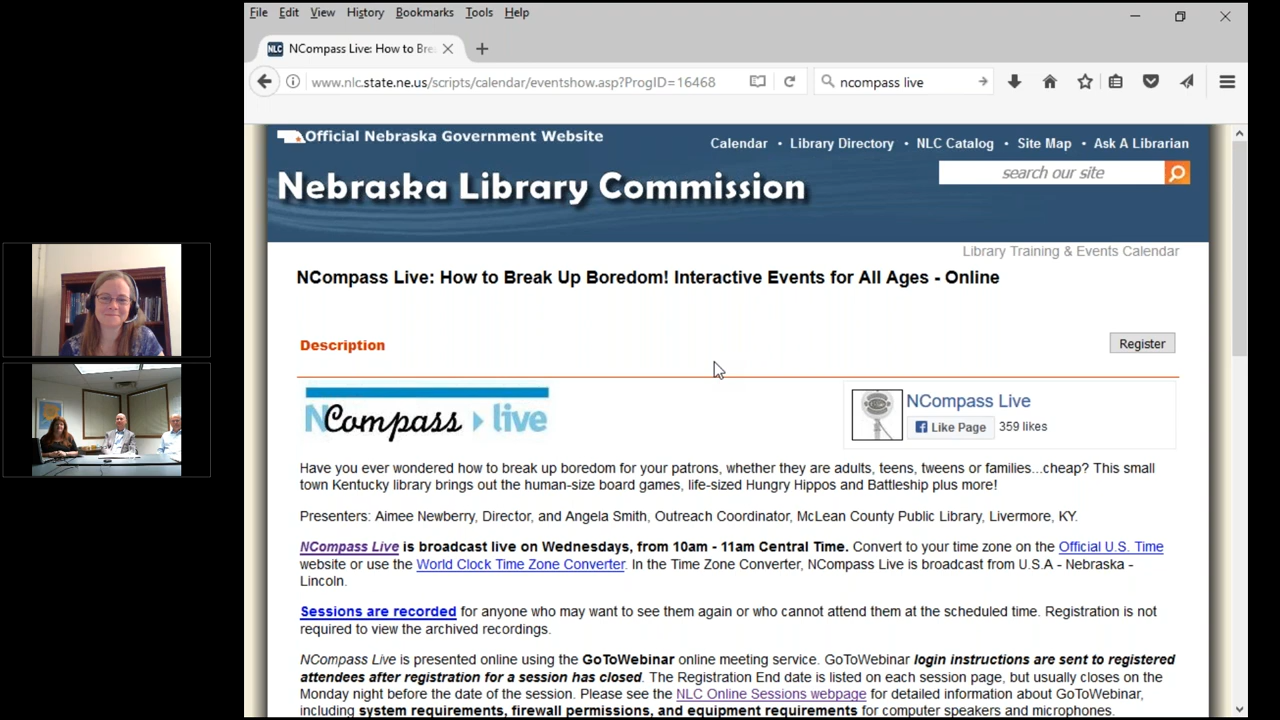 File Edit View History Bookmarks Tools Help
NLC NCompass Live: How to Bre
www.nlc.state.ne.us/scripts/calendar/eventshow.asp?ProgID=16468
ncompass live
Official Nebraska Government Website
Calendar • Library Directory • NLC Catalog • Site Map • Ask A Librarian
search our site
Nebraska Library Commission
Library Training & Events Calendar
NCompass Live: How to Break Up Boredom! Interactive Events for All Ages - Online
Description
Register
NCompass live
NCompass Live
Like Page 359 likes
Have you ever wondered how to break up boredom for your patrons, whether they are adults, teens, tweens or families...cheap? This small
town Kentucky library brings out the human-size board games, life-sized Hungry Hippos and Battleship plus more!
Presenters: Aimee Newberry, Director, and Angela Smith, Outreach Coordinator, McLean County Public Library, Livermore, KY.
NCompass Live is broadcast live on Wednesdays, from 10am - 11am Central Time. Convert to your time zone on the Official U.S. Time
website or use the World Clock Time Zone Converter. In the Time Zone Converter, NCompass Live is broadcast from U.S.A - Nebraska -
Lincoln.
Sessions are recorded for anyone who may want to see them again or who cannot attend them at the scheduled time. Registration is not
required to view the archived recordings.
NCompass Live is presented online using the GoToWebinar online meeting service. GoToWebinar login instructions are sent to registered
attendees after registration for a session has closed. The Registration End date is listed on each session page, but usually closes on the
Monday night before the date of the session. Please see the NLC Online Sessions webpage for detailed information about GoToWebinar,
including system requirements, firewall permissions, and equipment requirements for computer speakers and microphones.